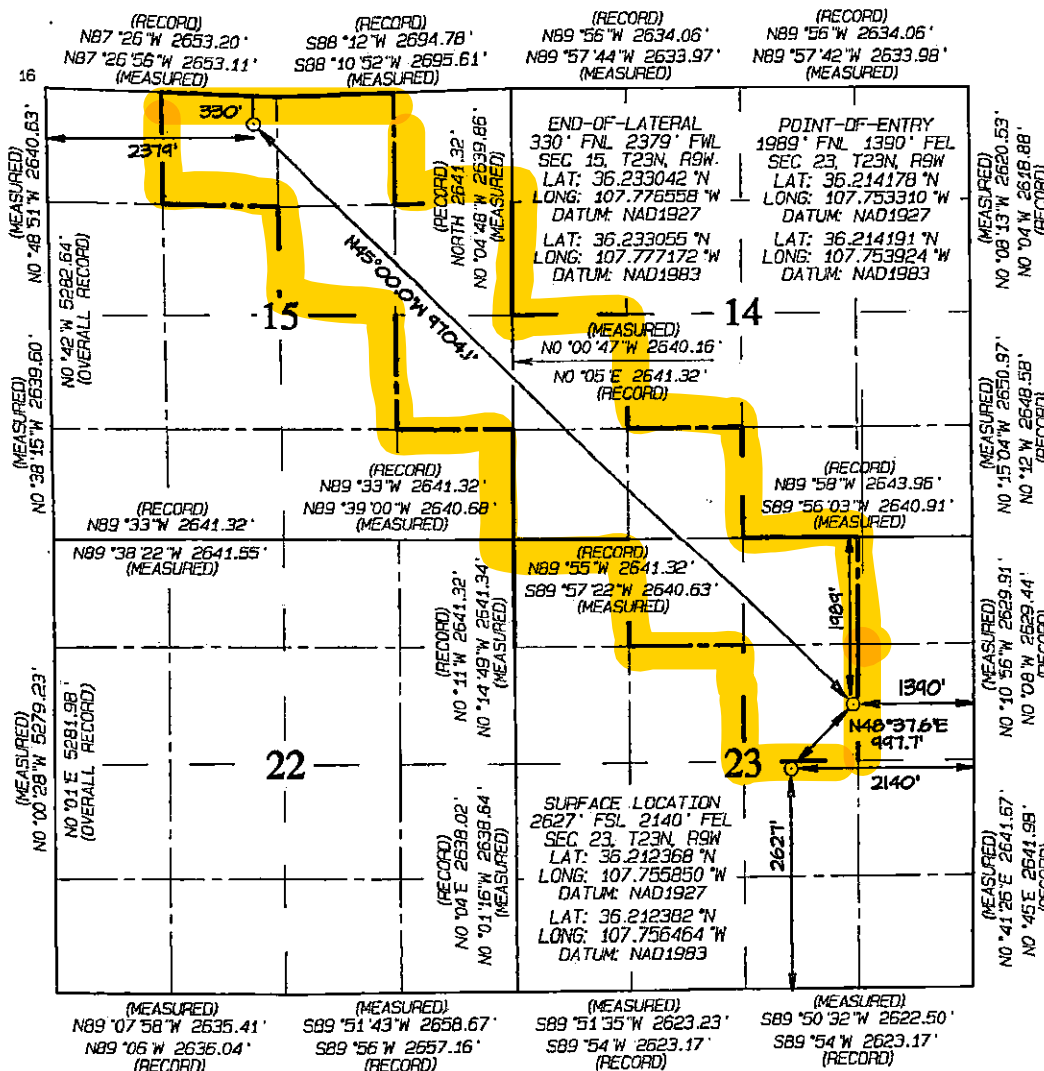 (RECORD)
N87°26'W 2653.20'
N87°26'56"W 2653.11'
(MEASURED)
(RECORD)
S88°12'W 2694.78'
S88°10'52"W 2695.61'
(MEASURED)
(RECORD)
N89°56'W 2634.06'
N89°57'44"W 2633.97'
(MEASURED)
(RECORD)
N89°56'W 2634.06'
N89°57'42"W 2633.98'
(MEASURED)
16
330'
2379'
(MEASURED)
N0°48'51"W 2640.63'
N0°42'W 5282.64'
(OVERALL RECORD)
(MEASURED)
N0°38'15"W 2639.60'
(RECORD)
NORTH 2641.32'
N0°04'48"W 2639.86'
(MEASURED)
END-OF-LATERAL
330' FNL 2379' FWL
SEC 15, T23N, R9W.
LAT: 36.233042°N
LONG: 107.776558°W
DATUM: NAD1927
LAT: 36.233055°N
LONG: 107.777172°W
DATUM: NAD1983
POINT-OF-ENTRY
1989' FNL 1390' FEL
SEC 23, T23N, R9W
LAT: 36.214178°N
LONG: 107.753310°W
DATUM: NAD1927
LAT: 36.214191°N
LONG: 107.753924°W
DATUM: NAD1983
(MEASURED)
N0°08'13"W 2620.53'
N0°04'W 2618.88'
(RECORD)
N45°00.0'W 9704.1'
15
14
(MEASURED)
N0°00'47"W 2640.16'
N0°05'E 2641.32'
(RECORD)
(MEASURED)
N0°15'04"W 2650.97'
N0°12'W 2648.58'
(RECORD)
(RECORD)
N89°33'W 2641.32'
N89°38'22"W 2641.55'
(MEASURED)
(RECORD)
N89°33'W 2641.32'
N89°39'00"W 2640.68'
(MEASURED)
(RECORD)
N89°58'W 2643.96'
S89°56'03"W 2640.91'
(MEASURED)
(RECORD)
N89°55'W 2641.32'
S89°57'22"W 2640.63'
(MEASURED)
(RECORD)
N0°11'W 2641.32'
N0°14'49"W 2641.34'
(MEASURED)
1989'
1390'
N48°37.6'E
997.7'
2140'
(MEASURED)
N0°10'56"W 2629.91'
N0°08'W 2629.44'
(RECORD)
(MEASURED)
N0°00'28"W 5279.23'
N0°01'E 5281.98'
(OVERALL RECORD)
22
23
(RECORD)
N0°04'E 2638.02'
N0°01'16"W 2638.64'
(MEASURED)
SURFACE LOCATION
2627' FSL 2140' FEL
SEC 23, T23N, R9W
LAT: 36.212368°N
LONG: 107.755850°W
DATUM: NAD1927
LAT: 36.212382°N
LONG: 107.756464°W
DATUM: NAD1983
2627'
(MEASURED)
N0°41'26"E 2641.67'
N0°45'E 2641.98'
(RECORD)
(MEASURED)
N89°07'58"W 2635.41'
N89°06'W 2636.04'
(RECORD)
(MEASURED)
S89°51'43"W 2658.67'
S89°56'W 2657.16'
(RECORD)
(MEASURED)
S89°51'35"W 2623.23'
S89°54'W 2623.17'
(RECORD)
(MEASURED)
S89°50'32"W 2622.50'
S89°54'W 2623.17'
(RECORD)